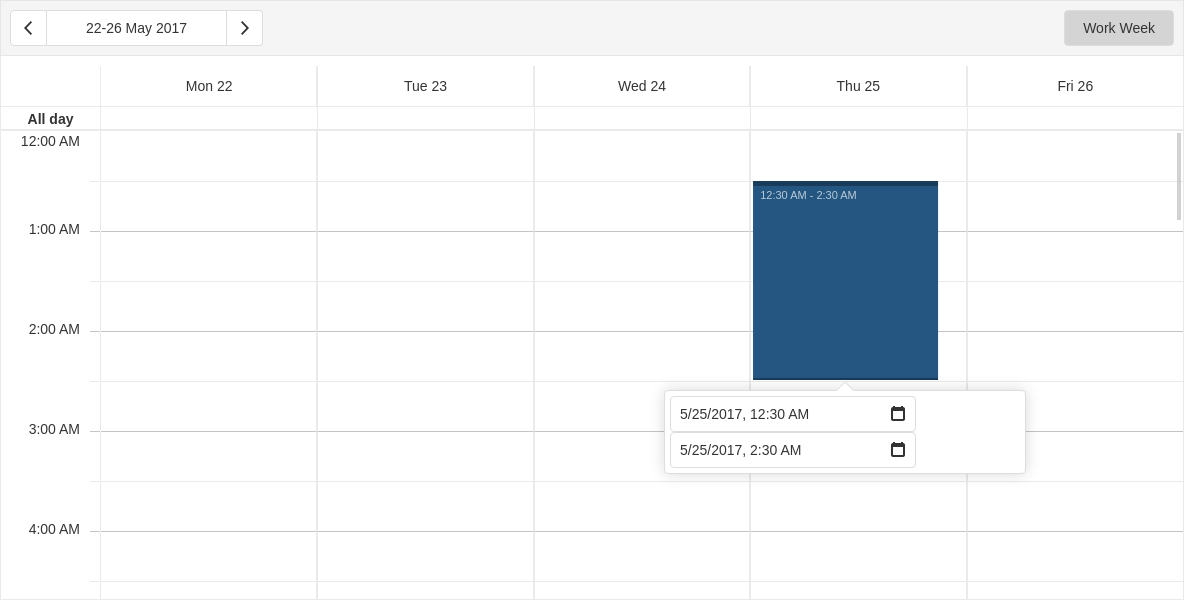 22-26 May 2017
Work Week
Mon 22
Tue 23
Wed 24
Thu 25
Fri 26
All day
12:00 AM
12:30 AM - 2:30 AM
1:00 AM
2:00 AM
5/25/2017, 12:30 AM
3:00 AM
5/25/2017, 2:30 AM
4:00 AM